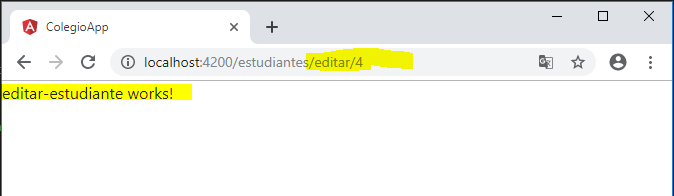 ColegioApp
localhost:4200/estudiantes/editar/4
editar-estudiante works!